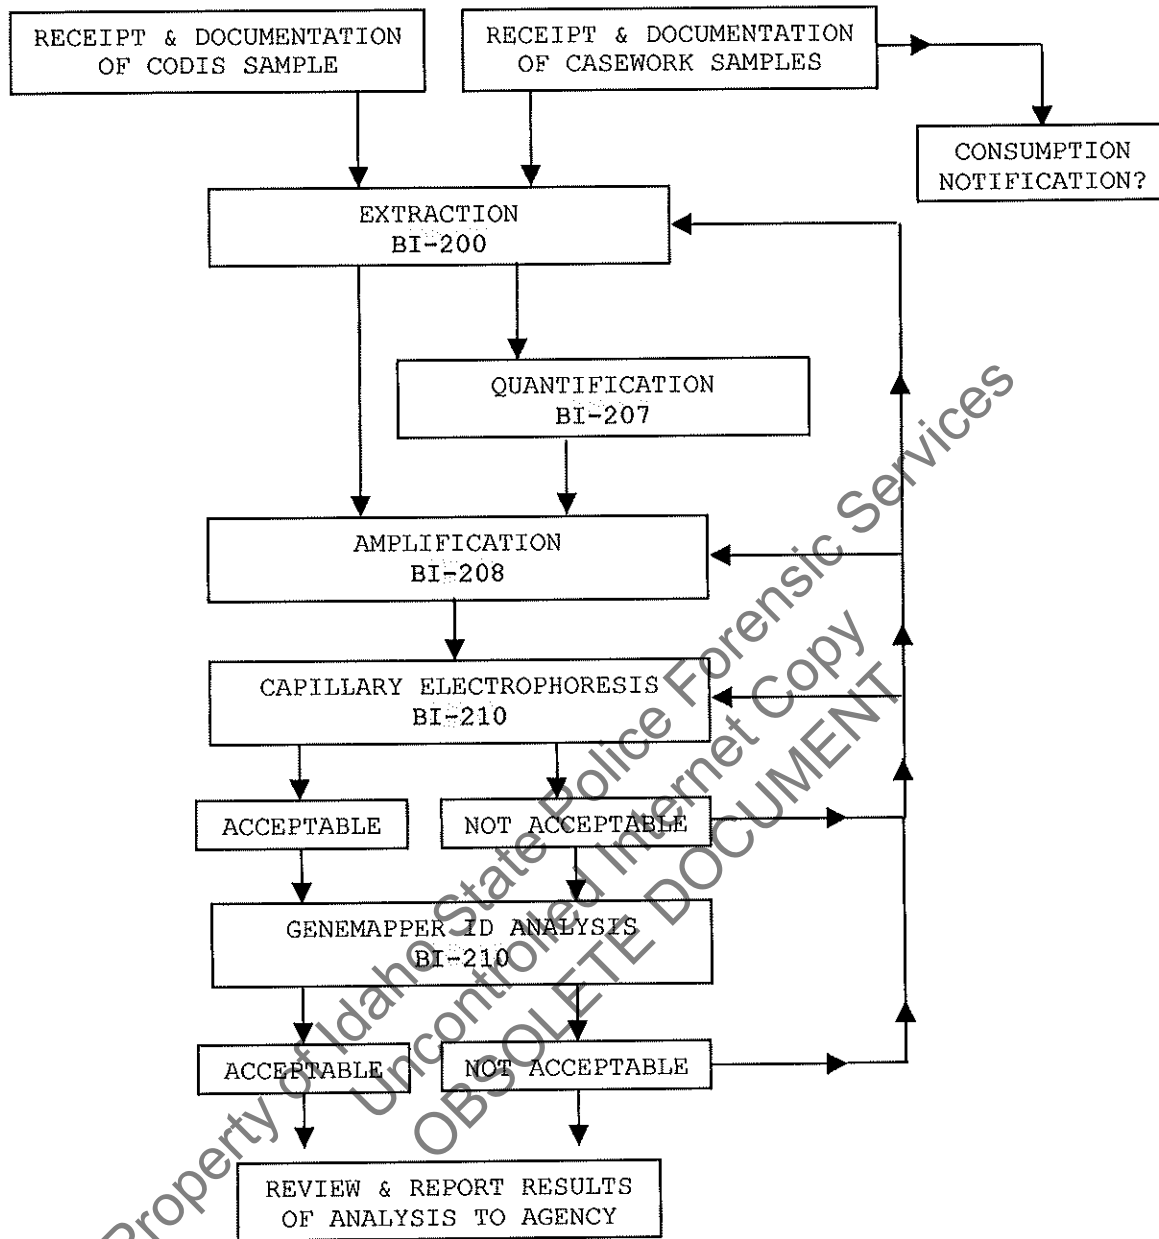 RECEIPT & DOCUMENTATION
OF CODIS SAMPLE
RECEIPT & DOCUMENTATION
OF CASEWORK SAMPLES
CONSUMPTION
NOTIFICATION?
EXTRACTION
BI-200
QUANTIFICATION
BI-207
AMPLIFICATION
BI-208
CAPILLARY ELECTROPHORESIS
BI-210
ACCEPTABLE
NOT ACCEPTABLE
GENEMAPPER ID ANALYSIS
BI-210
ACCEPTABLE
NOT ACCEPTABLE
REVIEW & REPORT RESULTS
OF ANALYSIS TO AGENCY
Property of Idaho State Police Forensic Services
Uncontrolled Internet Copy
OBSOLETE DOCUMENT